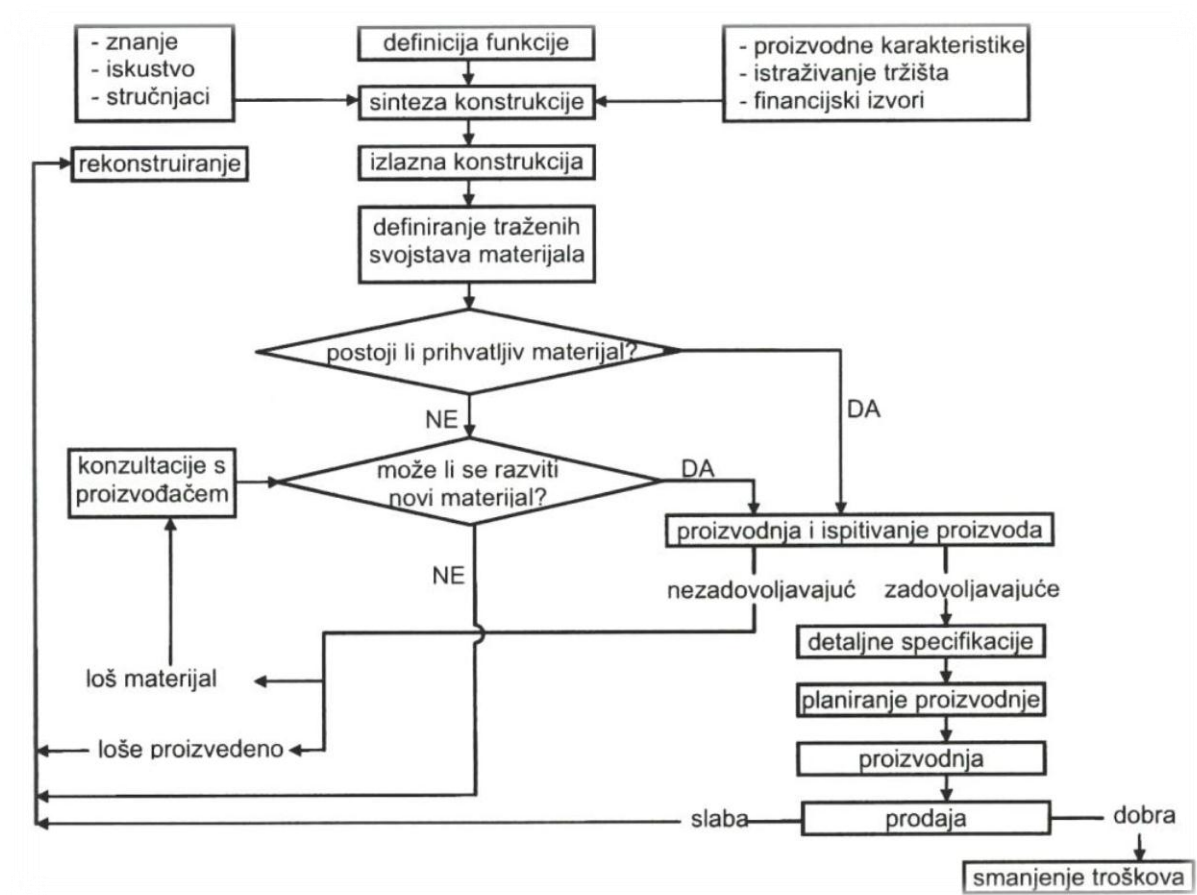 - znanje
- iskustvo
- stručnjaci
definicija funkcije
- proizvodne karakteristike
- istraživanje tržišta
- financijski izvori
sinteza konstrukcije
rekonstruiranje
izlazna konstrukcija
definiranje traženih
svojstava materijala
postoji li prihvatljiv materijal?
DA
NE
konzultacije s
proizvođačem
može li se razviti
novi materijal?
DA
proizvodnja i ispitivanje proizvoda
NE
nezadovoljavajuć
zadovoljavajuće
detaljne specifikacije
loš materijal
planiranje proizvodnje
loše proizvedeno
proizvodnja
slaba
prodaja
dobra
smanjenje troškova